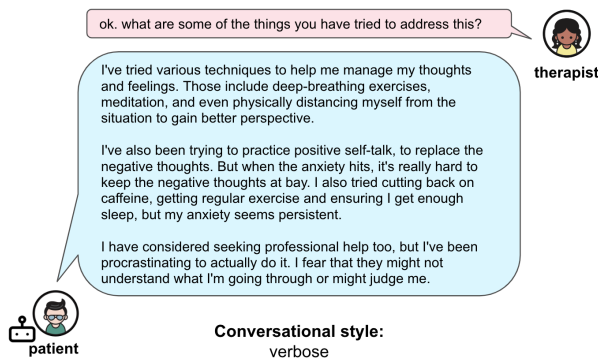 ok. what are some of the things you have tried to address this?
therapist
I've tried various techniques to help me manage my thoughts
and feelings. Those include deep-breathing exercises,
meditation, and even physically distancing myself from the
situation to gain better perspective.
I've also been trying to practice positive self-talk, to replace the
negative thoughts. But when the anxiety hits, it's really hard to
keep the negative thoughts at bay. I also tried cutting back on
caffeine, getting regular exercise and ensuring I get enough
sleep, but my anxiety seems persistent.
I have considered seeking professional help too, but I've been
procrastinating to actually do it. I fear that they might not
understand what I'm going through or might judge me.
patient
Conversational style:
verbose